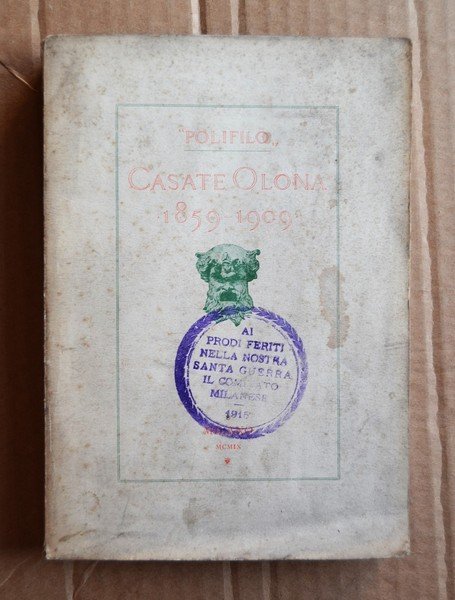 "POLIFILO„
CASATE OLONA
1859-1909
AI
PRODI FERITI
NELLA NOSTRA
SANTA GUERRA
IL COMITATO
MILANESE
1915
MCMIX